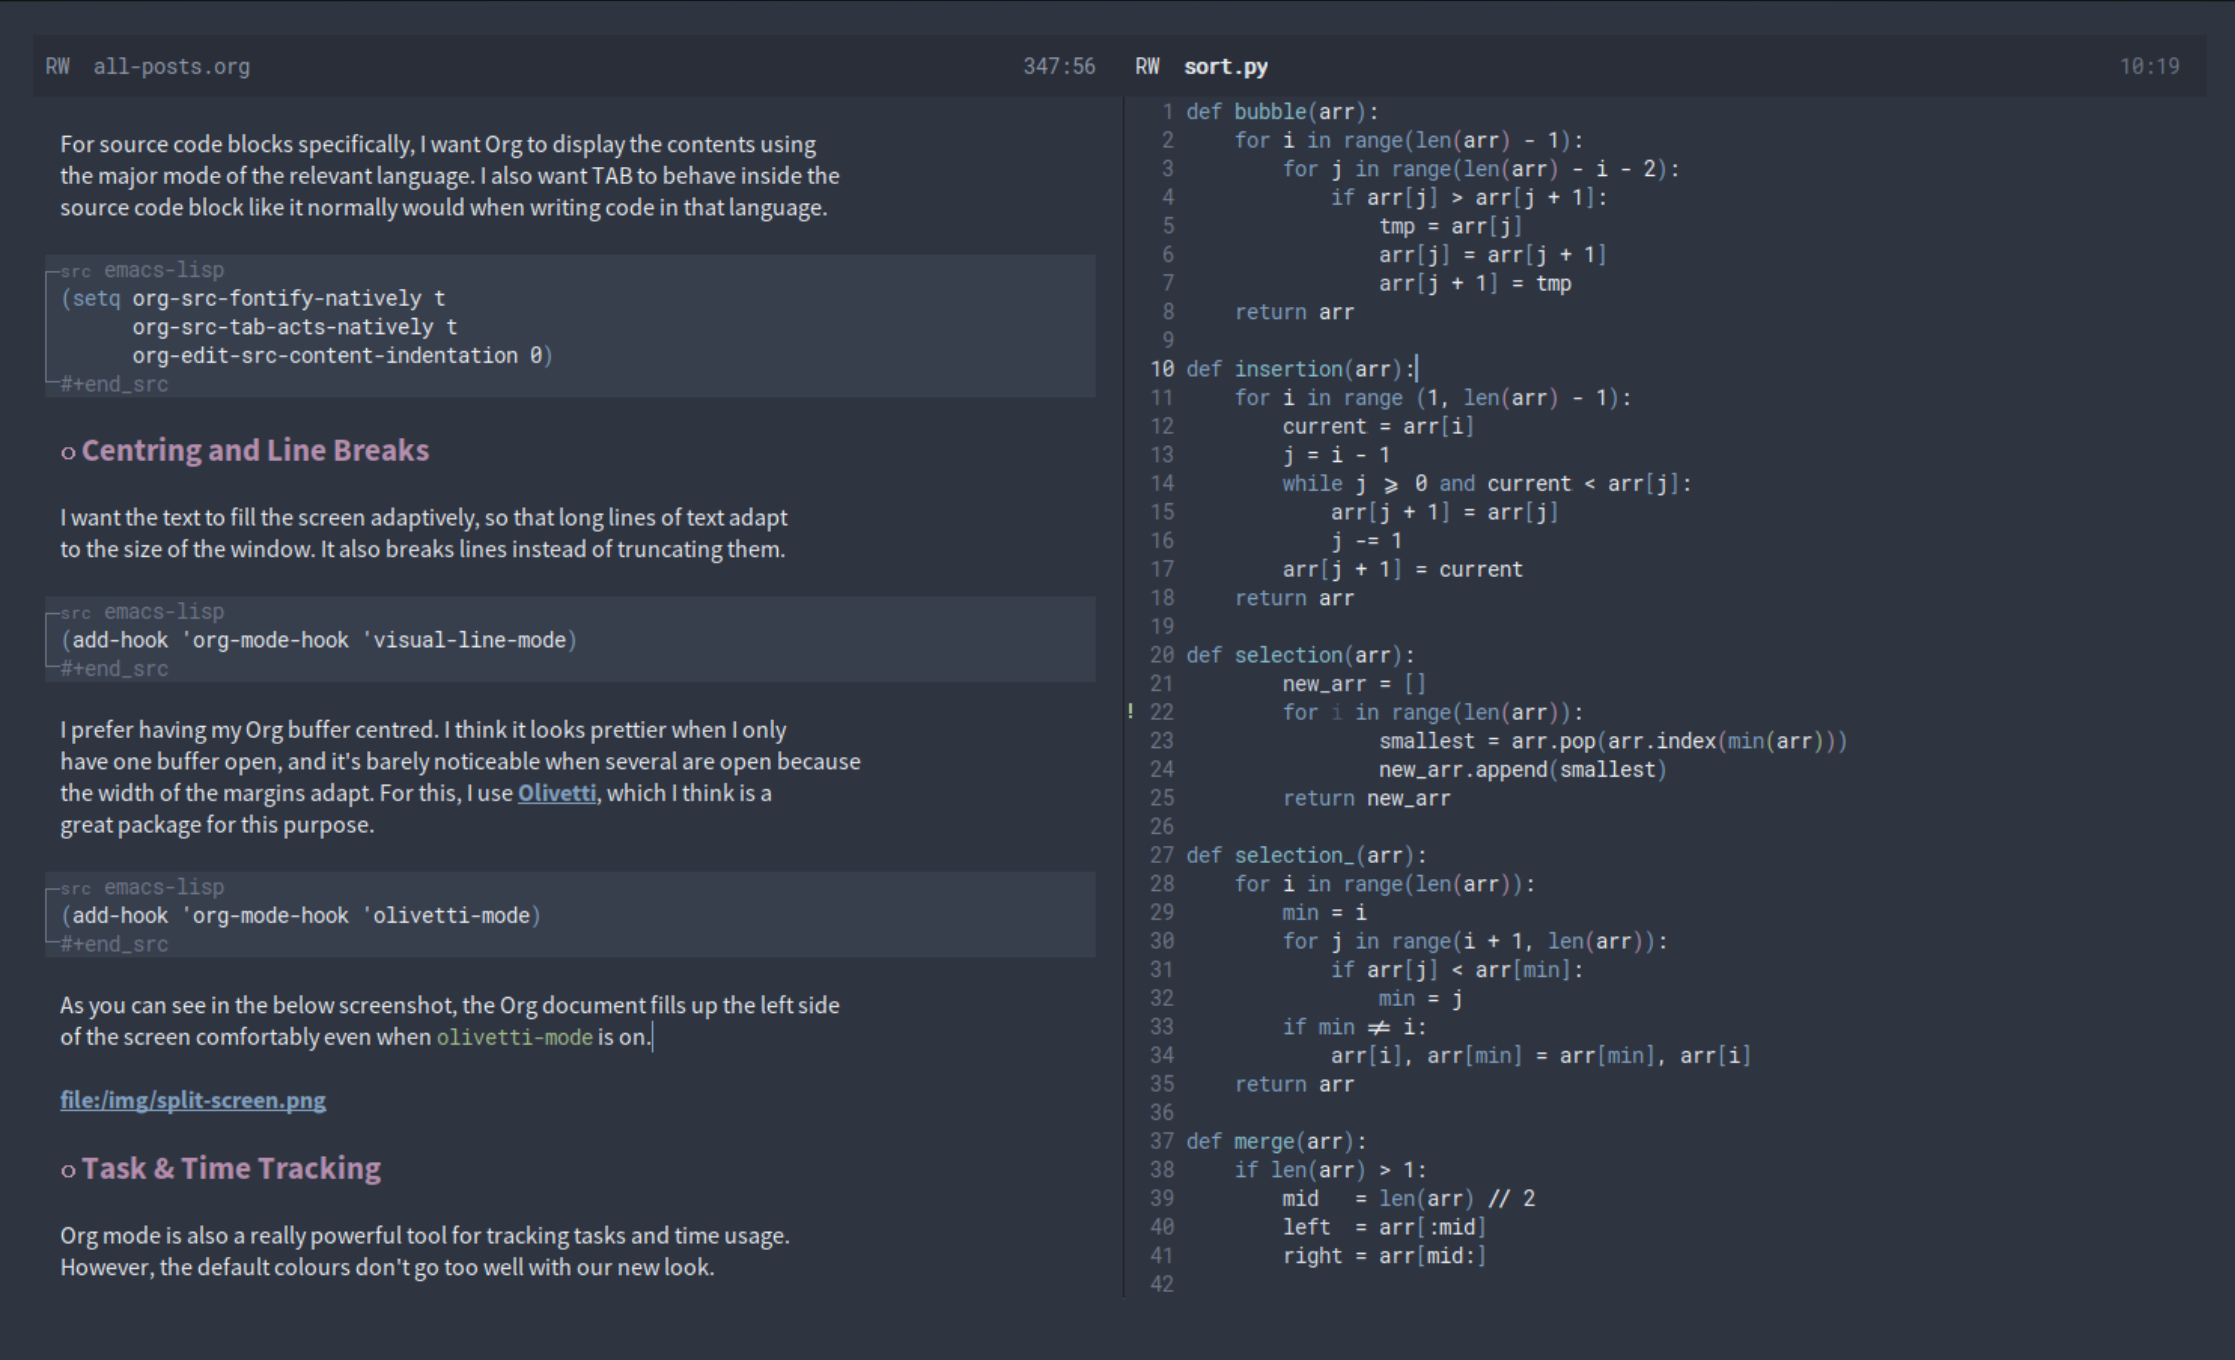 RW all-posts.org 347:56
For source code blocks specifically, I want Org to display the contents using
the major mode of the relevant language. I also want TAB to behave inside the
source code block like it normally would when writing code in that language.
src emacs-lisp
(setq org-src-fontify-natively t
      org-src-tab-acts-natively t
      org-edit-src-content-indentation 0)
#+end_src
○ Centring and Line Breaks
I want the text to fill the screen adaptively, so that long lines of text adapt
to the size of the window. It also breaks lines instead of truncating them.
src emacs-lisp
(add-hook 'org-mode-hook 'visual-line-mode)
#+end_src
I prefer having my Org buffer centred. I think it looks prettier when I only
have one buffer open, and it's barely noticeable when several are open because
the width of the margins adapt. For this, I use Olivetti, which I think is a
great package for this purpose.
src emacs-lisp
(add-hook 'org-mode-hook 'olivetti-mode)
#+end_src
As you can see in the below screenshot, the Org document fills up the left side
of the screen comfortably even when olivetti-mode is on.
file:/img/split-screen.png
○ Task & Time Tracking
Org mode is also a really powerful tool for tracking tasks and time usage.
However, the default colours don't go too well with our new look.
RW sort.py 10:19
1 def bubble(arr):
2     for i in range(len(arr) - 1):
3         for j in range(len(arr) - i - 2):
4             if arr[j] > arr[j + 1]:
5                 tmp = arr[j]
6                 arr[j] = arr[j + 1]
7                 arr[j + 1] = tmp
8     return arr
9
10 def insertion(arr):
11     for i in range (1, len(arr) - 1):
12         current = arr[i]
13         j = i - 1
14         while j ⩾ 0 and current < arr[j]:
15             arr[j + 1] = arr[j]
16             j -= 1
17         arr[j + 1] = current
18     return arr
19
20 def selection(arr):
21         new_arr = []
! 22         for i in range(len(arr)):
23                 smallest = arr.pop(arr.index(min(arr)))
24                 new_arr.append(smallest)
25         return new_arr
26
27 def selection_(arr):
28     for i in range(len(arr)):
29         min = i
30         for j in range(i + 1, len(arr)):
31             if arr[j] < arr[min]:
32                 min = j
33         if min ≠ i:
34             arr[i], arr[min] = arr[min], arr[i]
35     return arr
36
37 def merge(arr):
38     if len(arr) > 1:
39         mid   = len(arr) // 2
40         left  = arr[:mid]
41         right = arr[mid:]
42